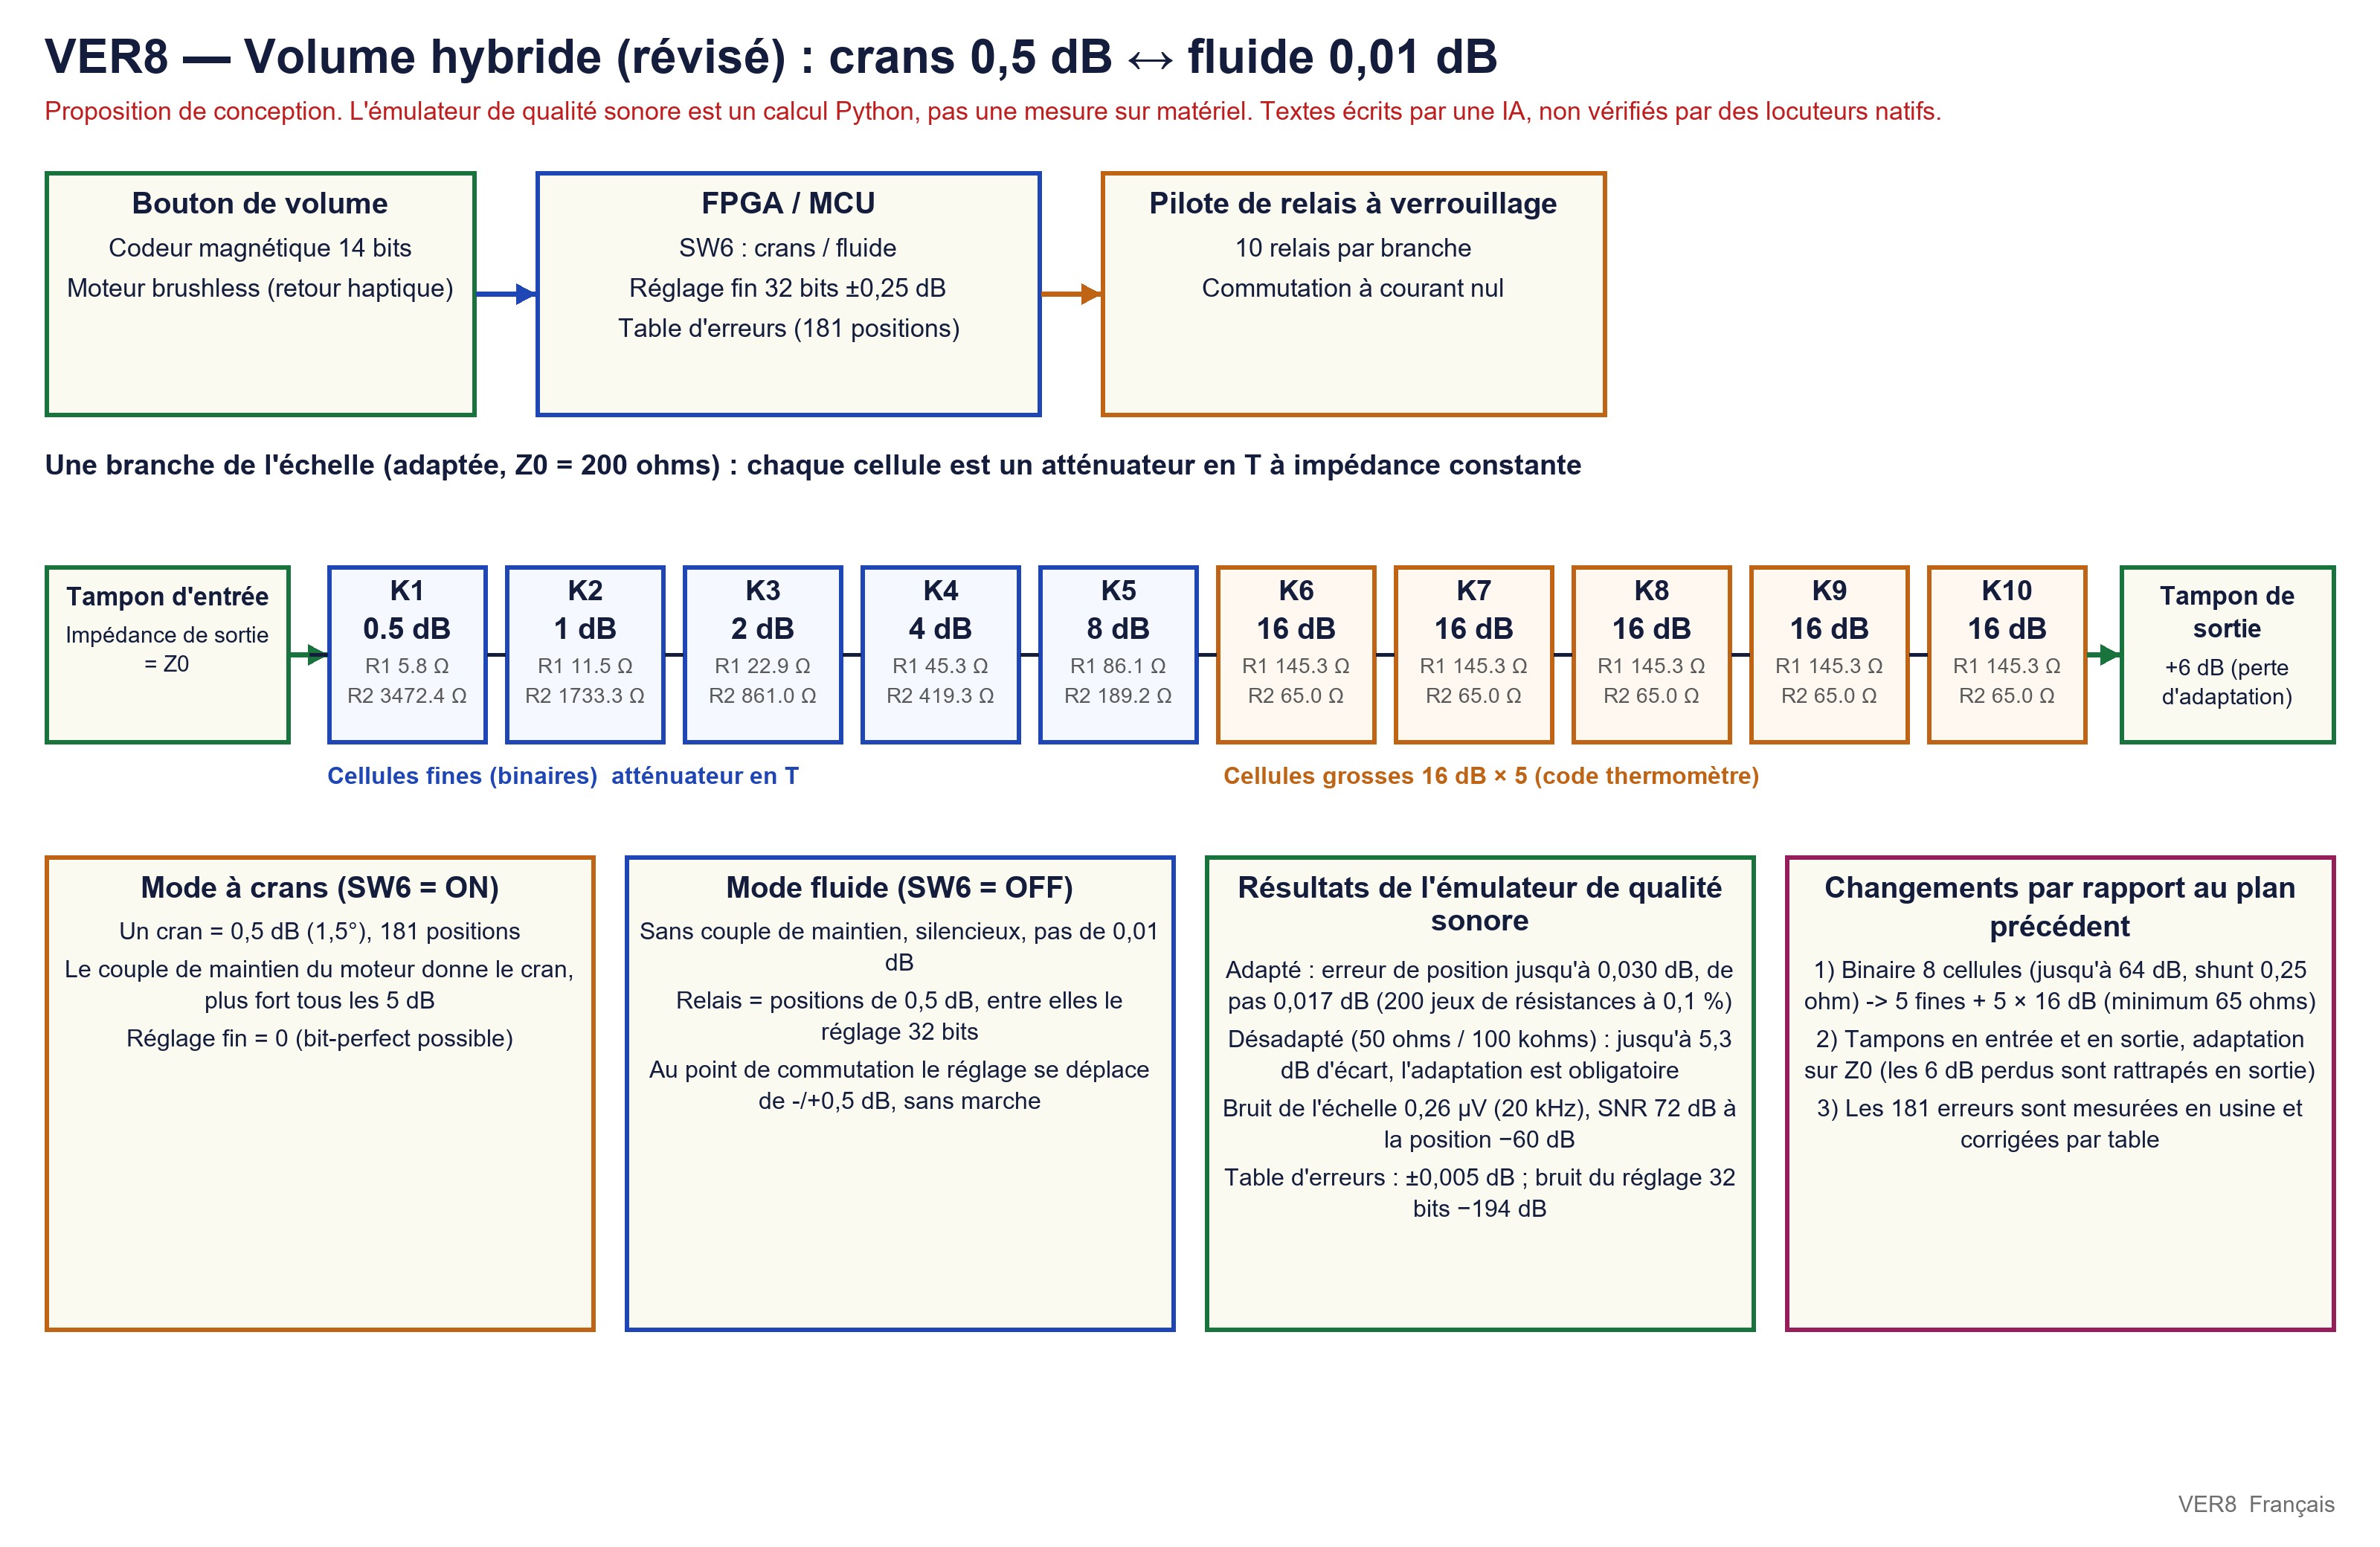 VER8 — Volume hybride (révisé) : crans 0,5 dB ↔ fluide 0,01 dB
Proposition de conception. L'émulateur de qualité sonore est un calcul Python, pas une mesure sur matériel. Textes écrits par une IA, non vérifiés par des locuteurs natifs.
Bouton de volume
Codeur magnétique 14 bits
Moteur brushless (retour haptique)
FPGA / MCU
SW6 : crans / fluide
Réglage fin 32 bits ±0,25 dB
Table d'erreurs (181 positions)
Pilote de relais à verrouillage
10 relais par branche
Commutation à courant nul
Une branche de l'échelle (adaptée, Z0 = 200 ohms) : chaque cellule est un atténuateur en T à impédance constante
Tampon d'entrée
Impédance de sortie
= Z0
K1
0.5 dB
R1 5.8 Ω
R2 3472.4 Ω
K2
1 dB
R1 11.5 Ω
R2 1733.3 Ω
K3
2 dB
R1 22.9 Ω
R2 861.0 Ω
K4
4 dB
R1 45.3 Ω
R2 419.3 Ω
K5
8 dB
R1 86.1 Ω
R2 189.2 Ω
K6
16 dB
R1 145.3 Ω
R2 65.0 Ω
K7
16 dB
R1 145.3 Ω
R2 65.0 Ω
K8
16 dB
R1 145.3 Ω
R2 65.0 Ω
K9
16 dB
R1 145.3 Ω
R2 65.0 Ω
K10
16 dB
R1 145.3 Ω
R2 65.0 Ω
Tampon de
sortie
+6 dB (perte
d'adaptation)
Cellules fines (binaires)  atténuateur en T
Cellules grosses 16 dB × 5 (code thermomètre)
Mode à crans (SW6 = ON)
Un cran = 0,5 dB (1,5°), 181 positions
Le couple de maintien du moteur donne le cran,
plus fort tous les 5 dB
Réglage fin = 0 (bit-perfect possible)
Mode fluide (SW6 = OFF)
Sans couple de maintien, silencieux, pas de 0,01
dB
Relais = positions de 0,5 dB, entre elles le
réglage 32 bits
Au point de commutation le réglage se déplace
de -/+0,5 dB, sans marche
Résultats de l'émulateur de qualité
sonore
Adapté : erreur de position jusqu'à 0,030 dB, de
pas 0,017 dB (200 jeux de résistances à 0,1 %)
Désadapté (50 ohms / 100 kohms) : jusqu'à 5,3
dB d'écart, l'adaptation est obligatoire
Bruit de l'échelle 0,26 µV (20 kHz), SNR 72 dB à
la position −60 dB
Table d'erreurs : ±0,005 dB ; bruit du réglage 32
bits −194 dB
Changements par rapport au plan
précédent
1) Binaire 8 cellules (jusqu'à 64 dB, shunt 0,25
ohm) -> 5 fines + 5 × 16 dB (minimum 65 ohms)
2) Tampons en entrée et en sortie, adaptation
sur Z0 (les 6 dB perdus sont rattrapés en sortie)
3) Les 181 erreurs sont mesurées en usine et
corrigées par table
VER8  Français